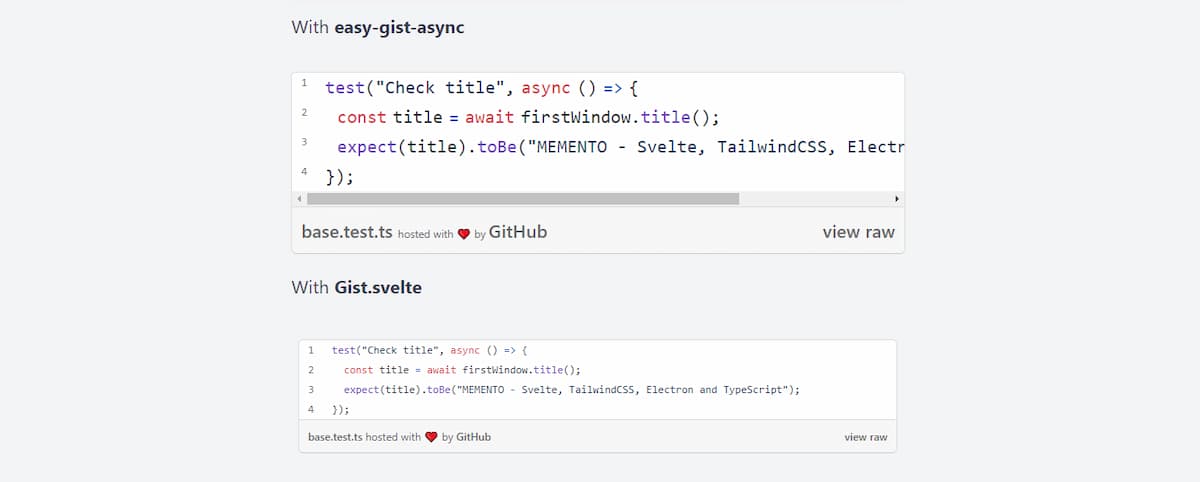 With easy-gist-async
1 test("Check title", async () => {
2 const title = await firstWindow.title();
3 expect(title).toBe("MEMENTO - Svelte, TailwindCSS, Electr
4 });
base.test.ts hosted with ❤ by GitHub view raw
With Gist.svelte
1 test("Check title", async () => {
2 const title = await firstWindow.title();
3 expect(title).toBe("MEMENTO - Svelte, TailwindCSS, Electron and TypeScript");
4 });
base.test.ts hosted with ❤ by GitHub view raw